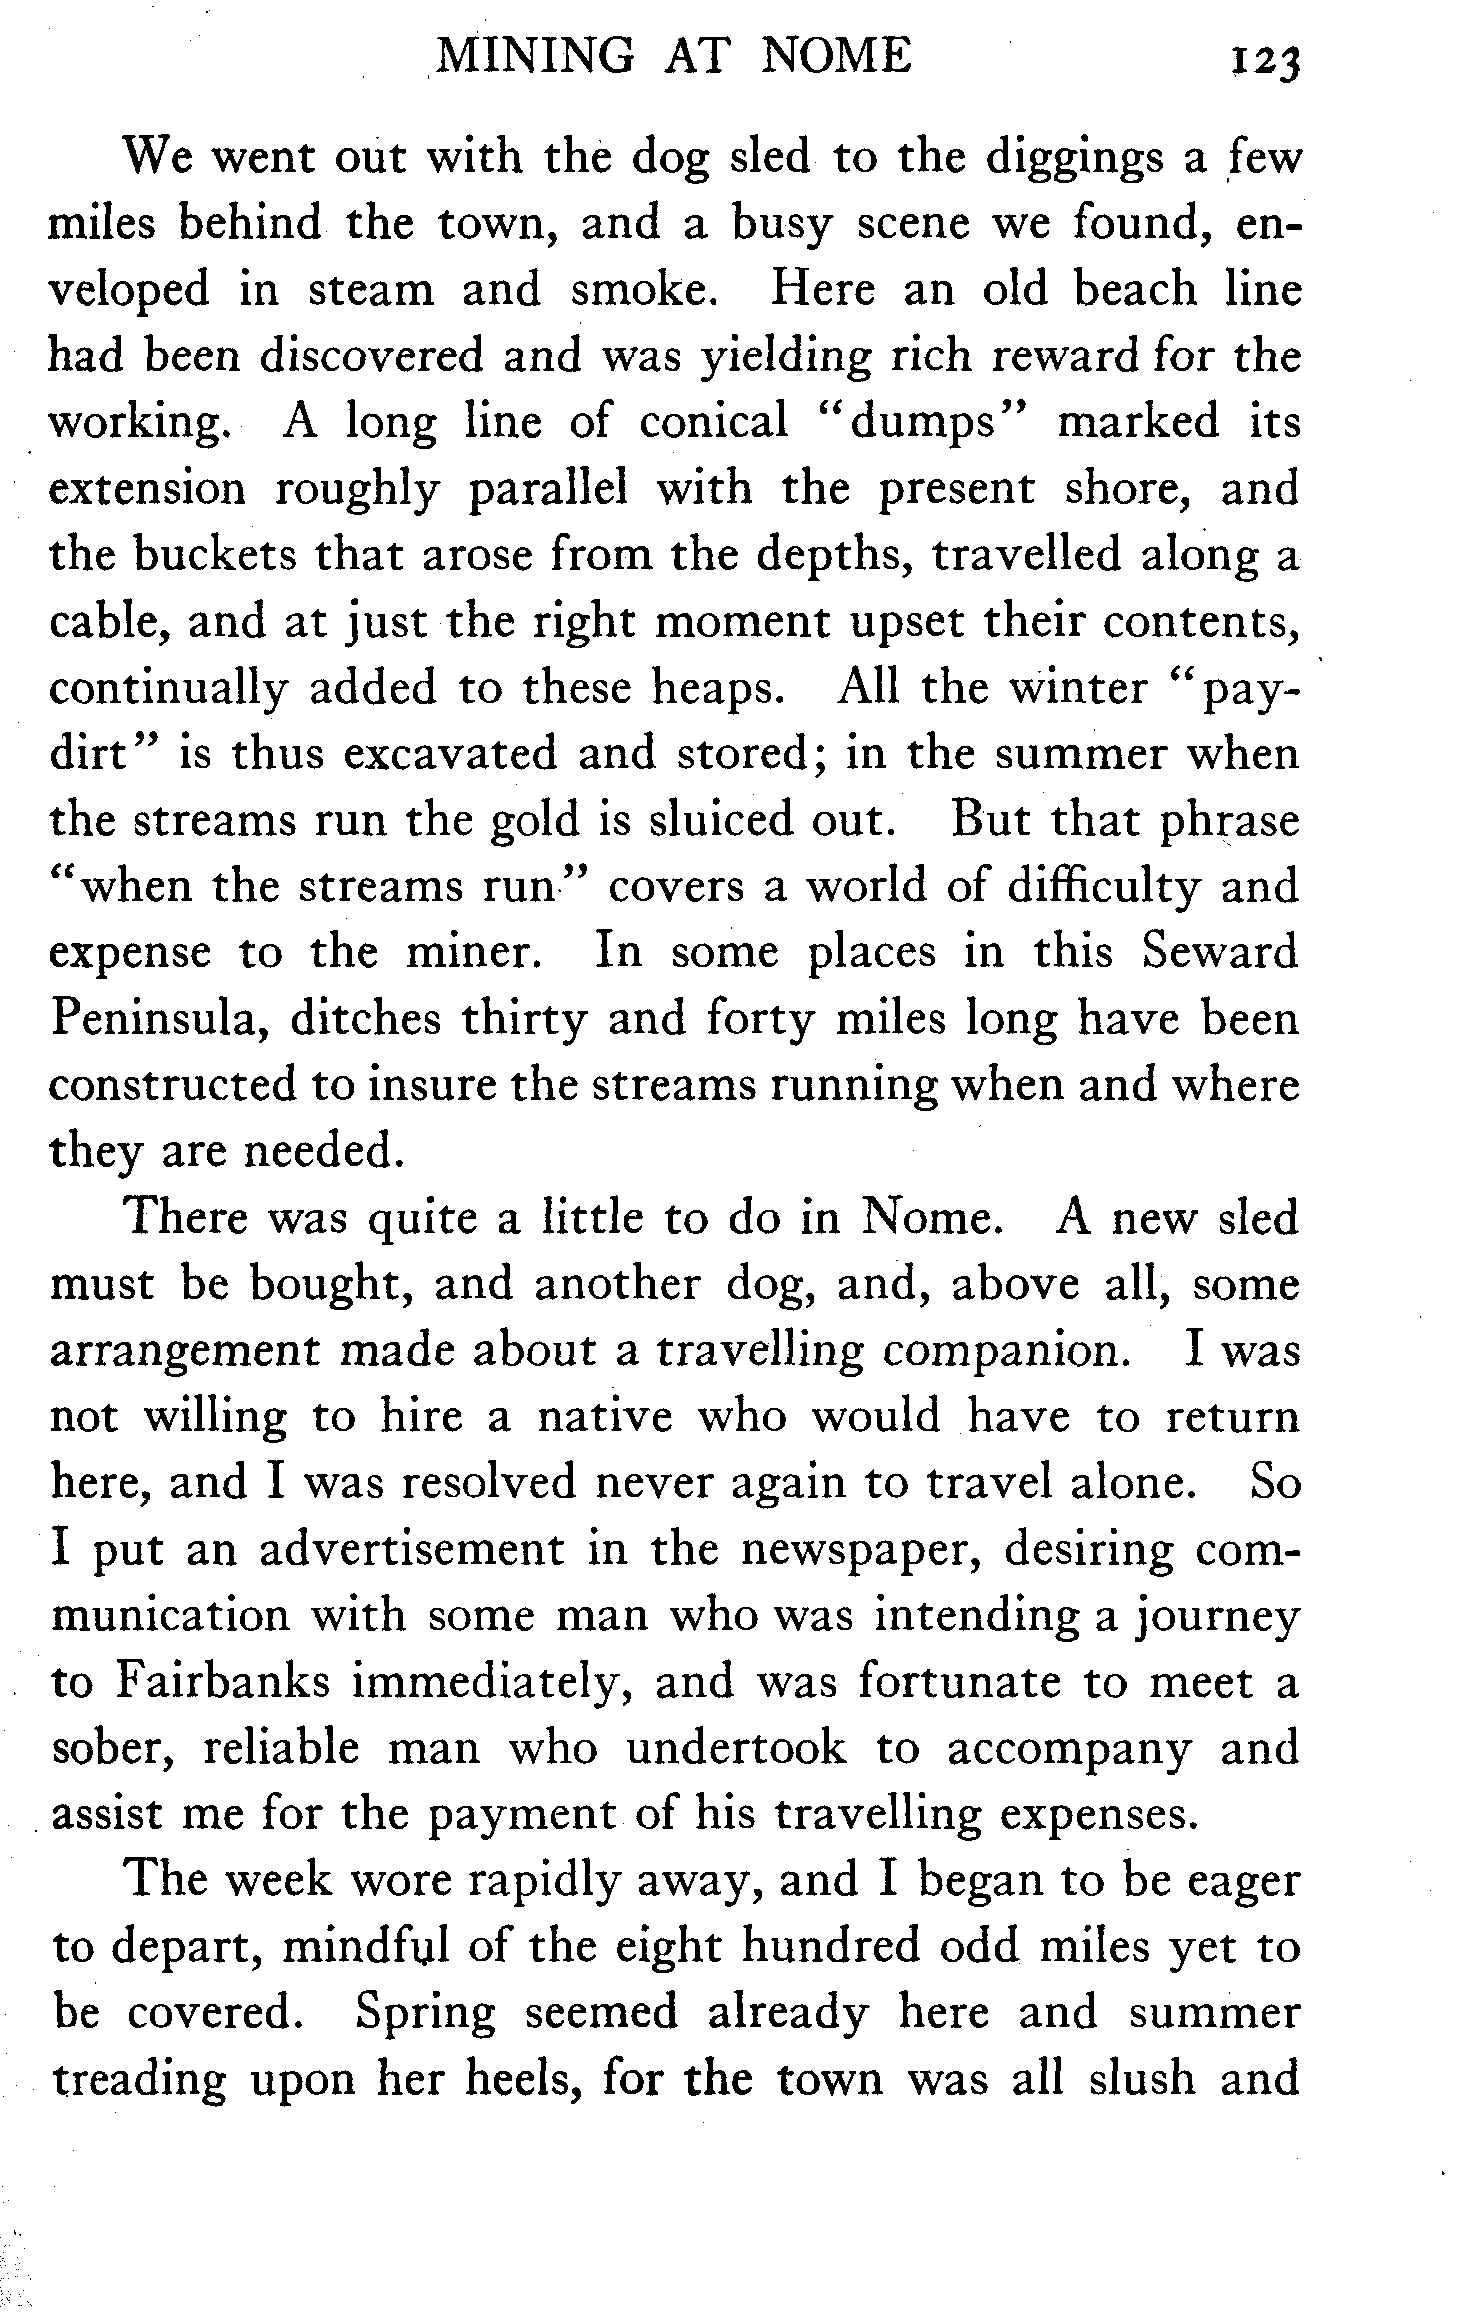 MINING AT NOME 123
We went out with the dog sled to the diggings a few
miles behind the town, and a busy scene we found, en-
veloped in steam and smoke. Here an old beach line
had been discovered and was yielding rich reward for the
working. A long line of conical “dumps” marked its
extension roughly parallel with the present shore, and
the buckets that arose from the depths, travelled along a
cable, and at just the right moment upset their contents,
continually added to these heaps. All the winter “pay-
dirt” is thus excavated and stored; in the summer when
the streams run the gold is sluiced out. But that phrase
“when the streams run” covers a world of difficulty and
expense to the miner. In some places in this Seward
Peninsula, ditches thirty and forty miles long have been
constructed to insure the streams running when and where
they are needed.
There was quite a little to do in Nome. A new sled
must be bought, and another dog, and, above all, some
arrangement made about a travelling companion. I was
not willing to hire a native who would have to return
here, and I was resolved never again to travel alone. So
I put an advertisement in the newspaper, desiring com-
munication with some man who was intending a journey
to Fairbanks immediately, and was fortunate to meet a
sober, reliable man who undertook to accompany and
assist me for the payment of his travelling expenses.
The week wore rapidly away, and I began to be eager
to depart, mindful of the eight hundred odd miles yet to
be covered. Spring seemed already here and summer
treading upon her heels, for the town was all slush and